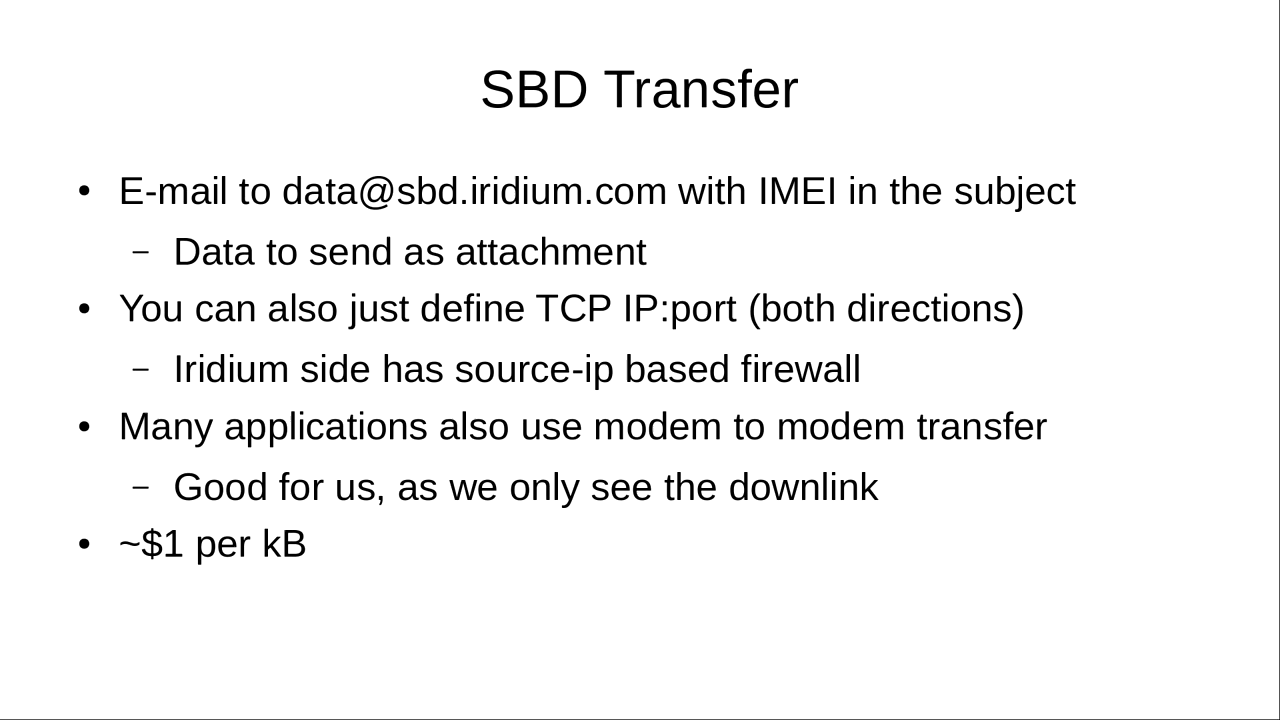 SBD Transfer
• E-mail to data@sbd.iridium.com with IMEI in the subject
– Data to send as attachment
• You can also just define TCP IP:port (both directions)
– Iridium side has source-ip based firewall
• Many applications also use modem to modem transfer
– Good for us, as we only see the downlink
• ~$1 per kB